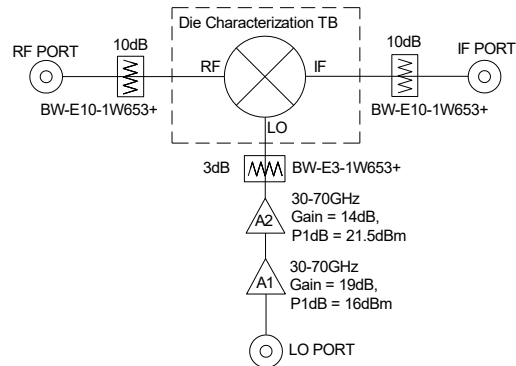 Die Characterization TB
10dB
10dB
RF PORT
IF PORT
RF
IF
BW-E10-1W653+
BW-E10-1W653+
LO
3dB
BW-E3-1W653+
30-70GHz
Gain = 14dB,
P1dB = 21.5dBm
A2
30-70GHz
Gain = 19dB,
P1dB = 16dBm
A1
LO PORT